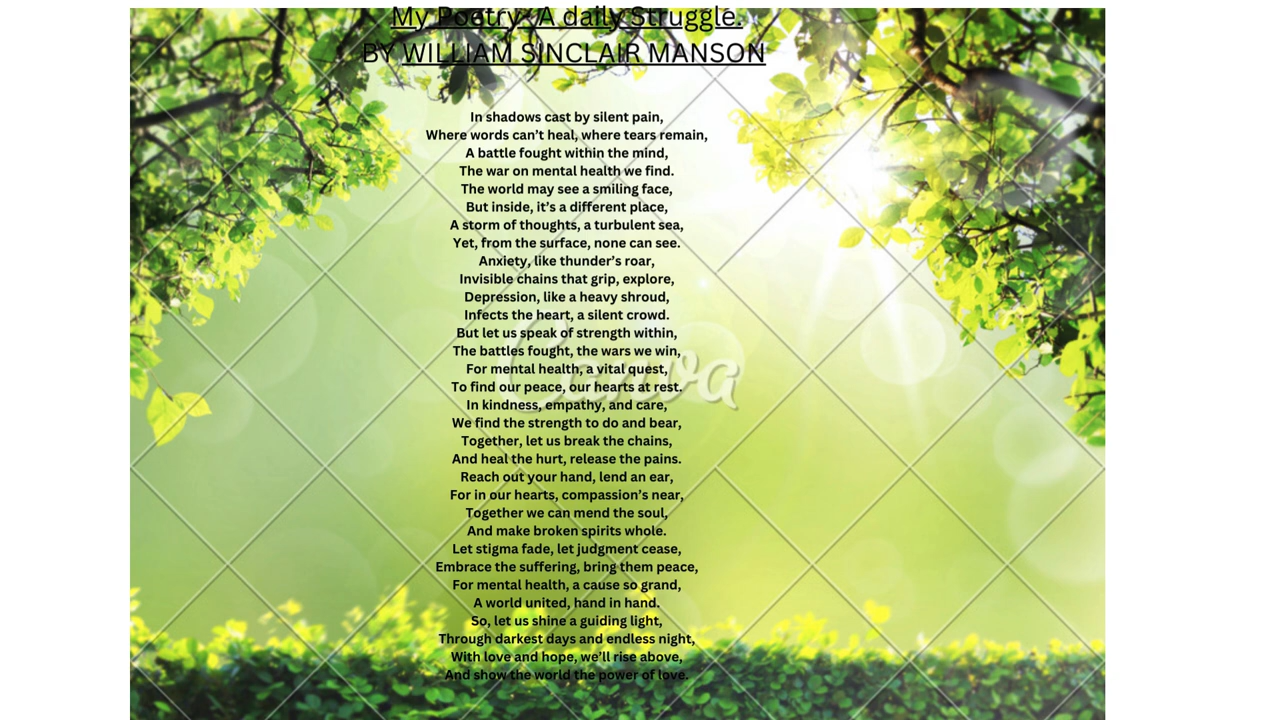 My Poetry- A daily Struggle.
BY WILLIAM SINCLAIR MANSON
In shadows cast by silent pain,
Where words can’t heal, where tears remain,
A battle fought within the mind,
The war on mental health we find.
The world may see a smiling face,
But inside, it’s a different place,
A storm of thoughts, a turbulent sea,
Yet, from the surface, none can see.
Anxiety, like thunder’s roar,
Invisible chains that grip, explore,
Depression, like a heavy shroud,
Infects the heart, a silent crowd.
But let us speak of strength within,
The battles fought, the wars we win,
For mental health, a vital quest,
To find our peace, our hearts at rest.
In kindness, empathy, and care,
We find the strength to do and bear,
Together, let us break the chains,
And heal the hurt, release the pains.
Reach out your hand, lend an ear,
For in our hearts, compassion’s near,
Together we can mend the soul,
And make broken spirits whole.
Let stigma fade, let judgment cease,
Embrace the suffering, bring them peace,
For mental health, a cause so grand,
A world united, hand in hand.
So, let us shine a guiding light,
Through darkest days and endless night,
With love and hope, we’ll rise above,
And show the world the power of love.
Canva